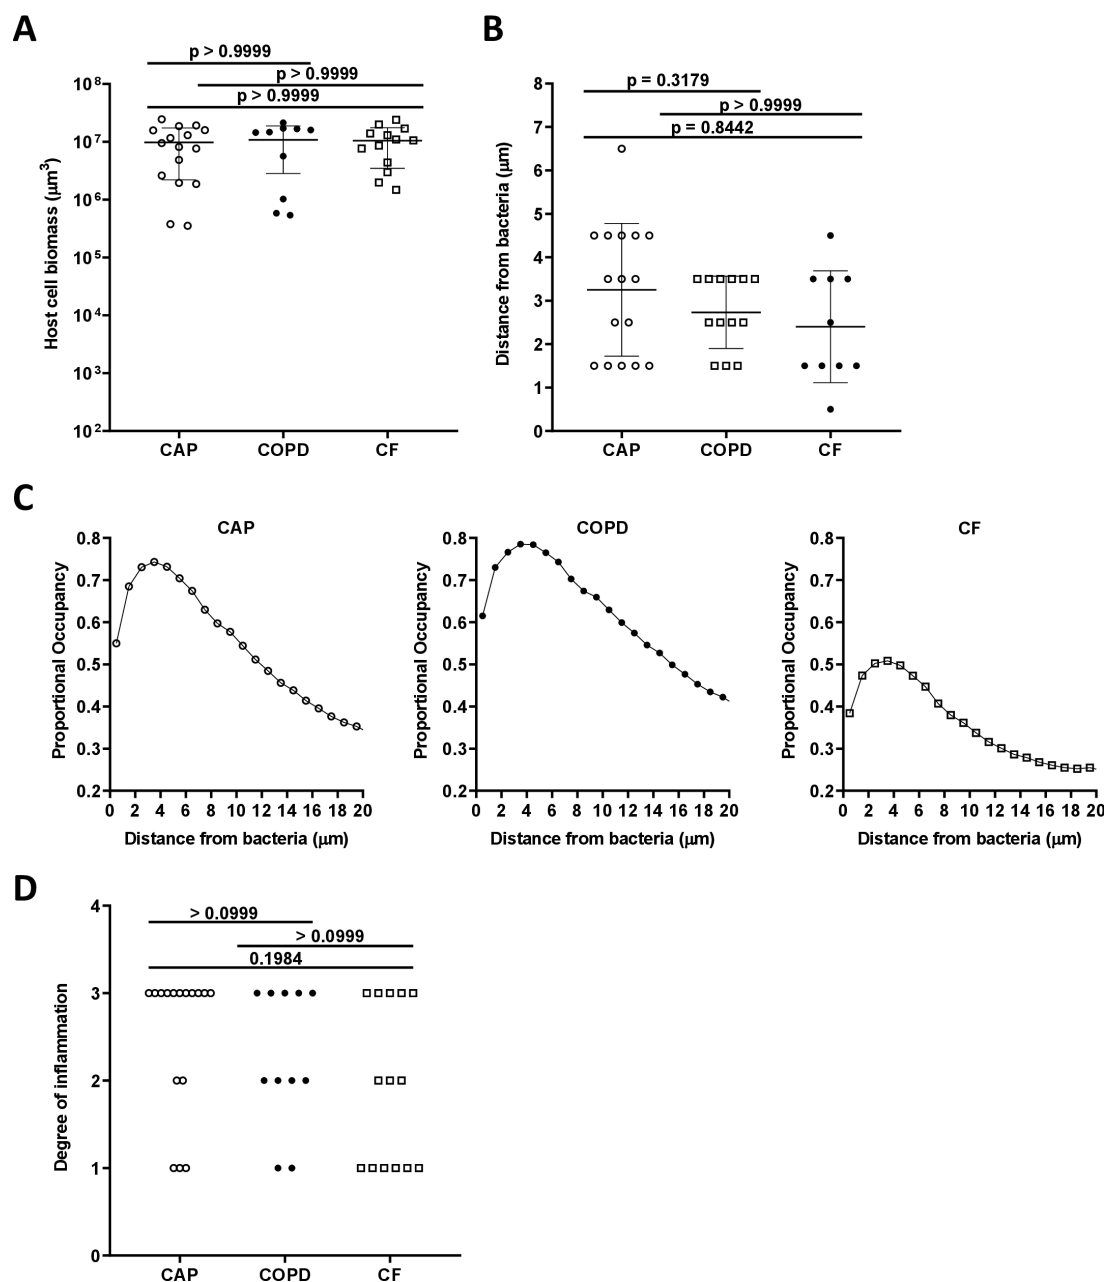 A
p > 0.9999
p > 0.9999
p > 0.9999
10⁸
10⁷
10⁶
10⁵
10⁴
10³
10²
Host cell biomass (µm³)
CAP COPD CF
B
p = 0.3179
p > 0.9999
p = 0.8442
8
7
6
5
4
3
2
1
0
Distance from bacteria (µm)
CAP COPD CF
C
CAP
0.8
0.7
0.6
0.5
0.4
0.3
0.2
Proportional Occupancy
0 2 4 6 8 10 12 14 16 18 20
Distance from bacteria (µm)
COPD
0.8
0.7
0.6
0.5
0.4
0.3
0.2
Proportional Occupancy
0 2 4 6 8 10 12 14 16 18 20
Distance from bacteria (µm)
CF
0.8
0.7
0.6
0.5
0.4
0.3
0.2
Proportional Occupancy
0 2 4 6 8 10 12 14 16 18 20
Distance from bacteria (µm)
D
> 0.0999
> 0.0999
0.1984
4
3
2
1
0
Degree of inflammation
CAP COPD CF